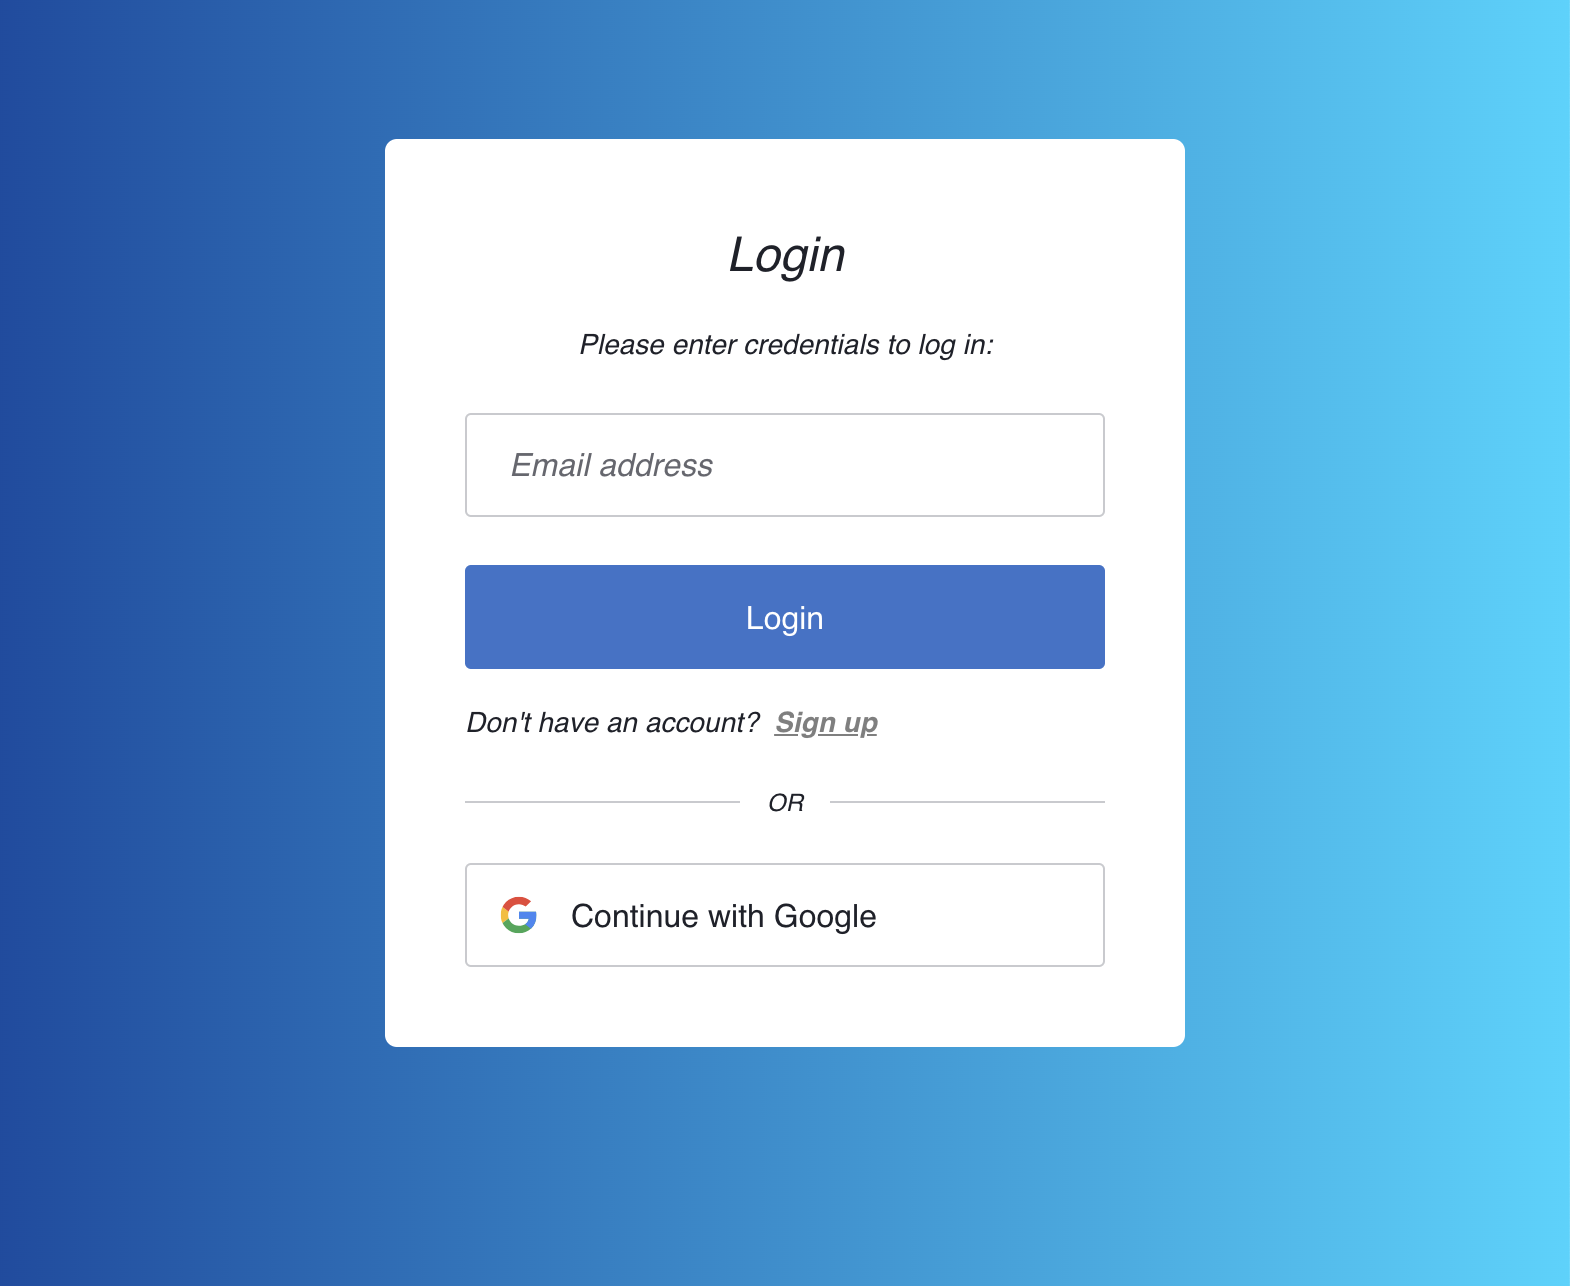 Login
Please enter credentials to log in:
Email address
Login
Don't have an account? Sign up
OR
Continue with Google